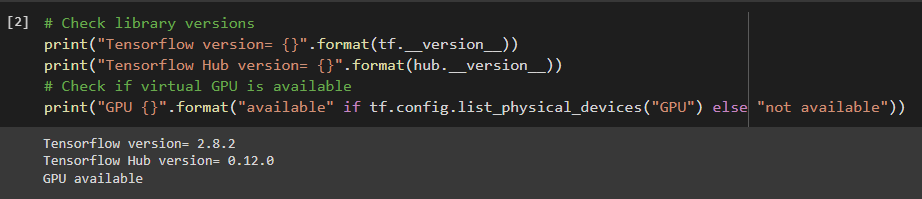 [2] # Check library versions
print("Tensorflow version= {}".format(tf.__version__))
print("Tensorflow Hub version= {}".format(hub.__version__))
# Check if virtual GPU is available
print("GPU {}".format("available" if tf.config.list_physical_devices("GPU") else "not available"))
Tensorflow version= 2.8.2
Tensorflow Hub version= 0.12.0
GPU available